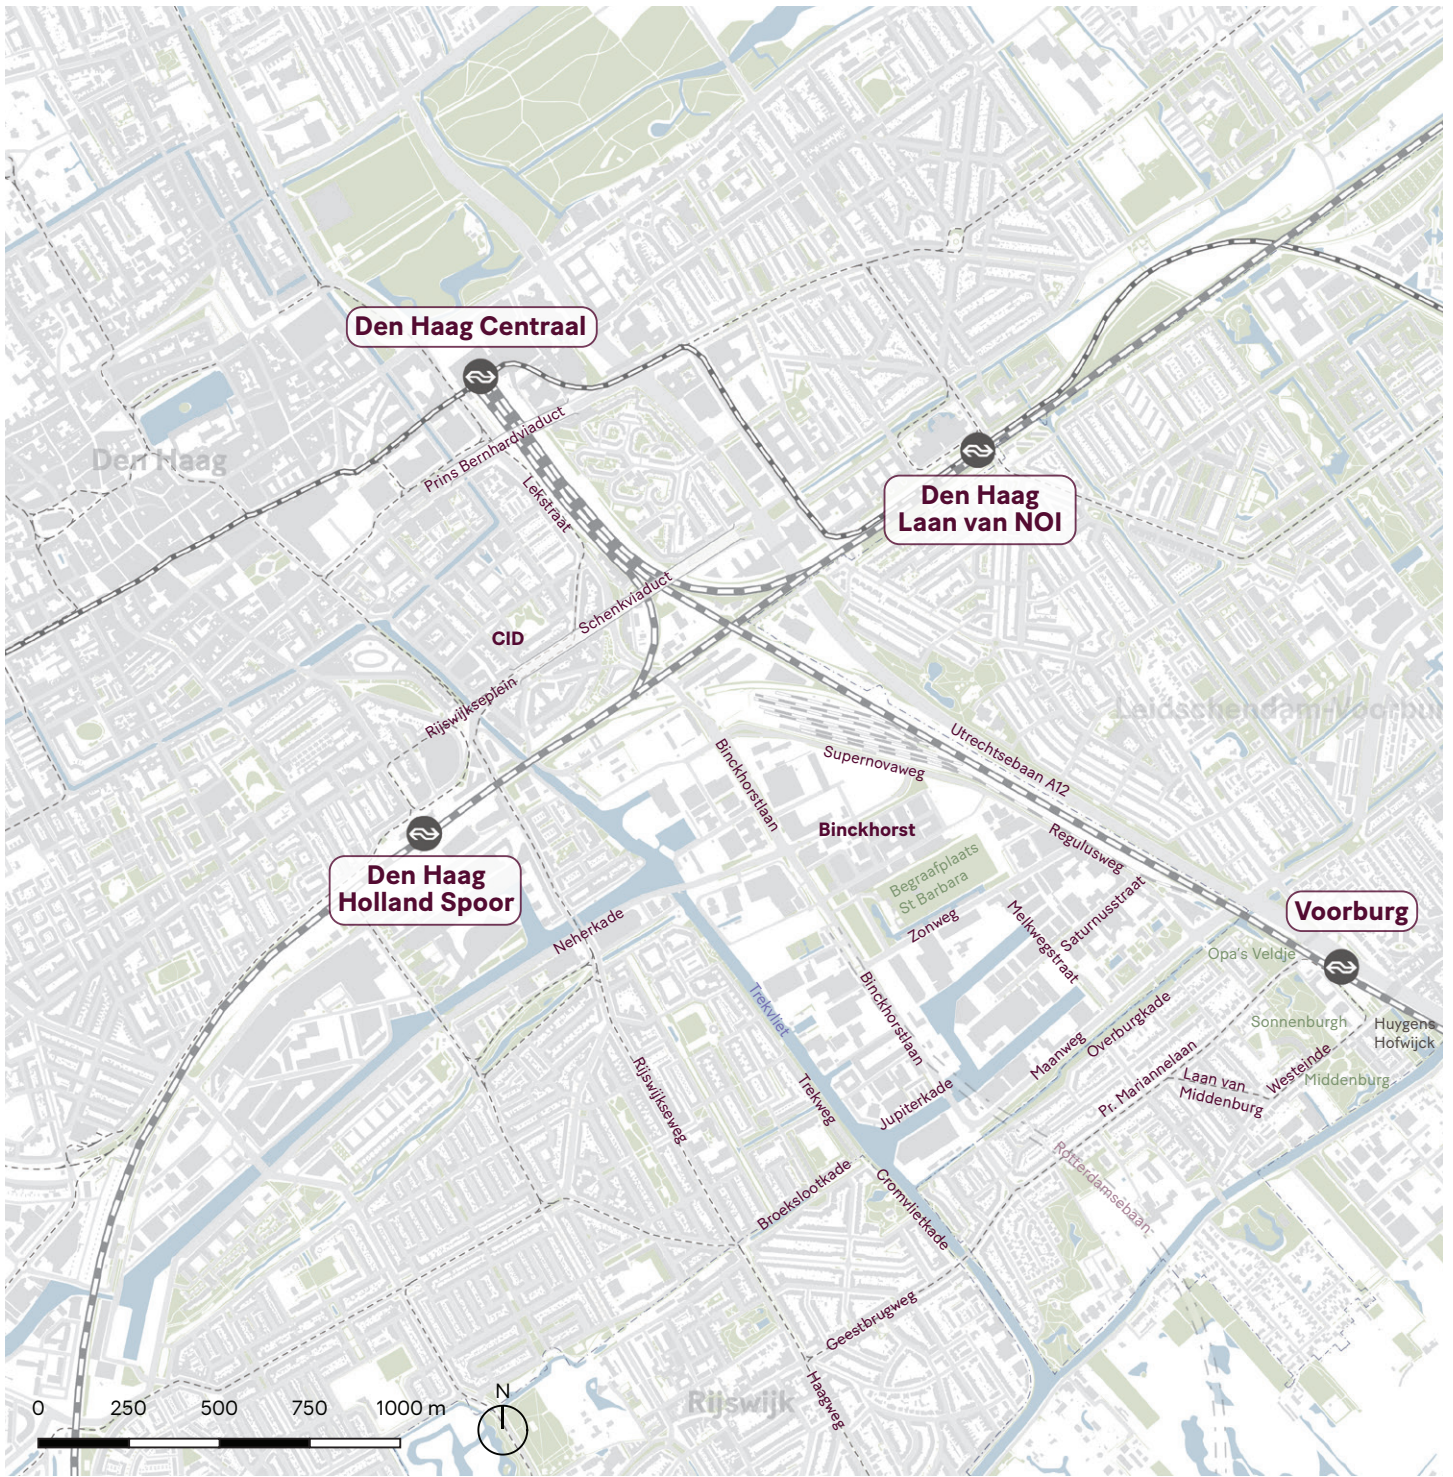 Den Haag Centraal
Den Haag
Prins Bernhardviaduct
Lekstraat
Den Haag
Laan van NOI
Schenkviaduct
CID
Rijswijkseplein
Binckhorstlaan
Supernovaweg
Utrechtsebaan A12
Binckhorst
Regulusweg
Den Haag
Holland Spoor
Begraafplaats
St Barbara
Zonweg
Melkwegstraat
Saturnusstraat
Voorburg
Neherkade
Opa's Veldje
Trekvliet
Binckhorstlaan
Sonnenburgh
Huygens
Hofwijck
Maanweg
Overburgkade
Rijswijkseweg
Trekweg
Jupiterkade
Pr. Mariannelaan
Laan van
Middenburg
Westeinde
Middenburg
Rotterdamsebaan
Broekslootkade
Cromvlietkade
Geestbrugweg
Haagweg
Rijswijk
0 250 500 750 1000 m
N